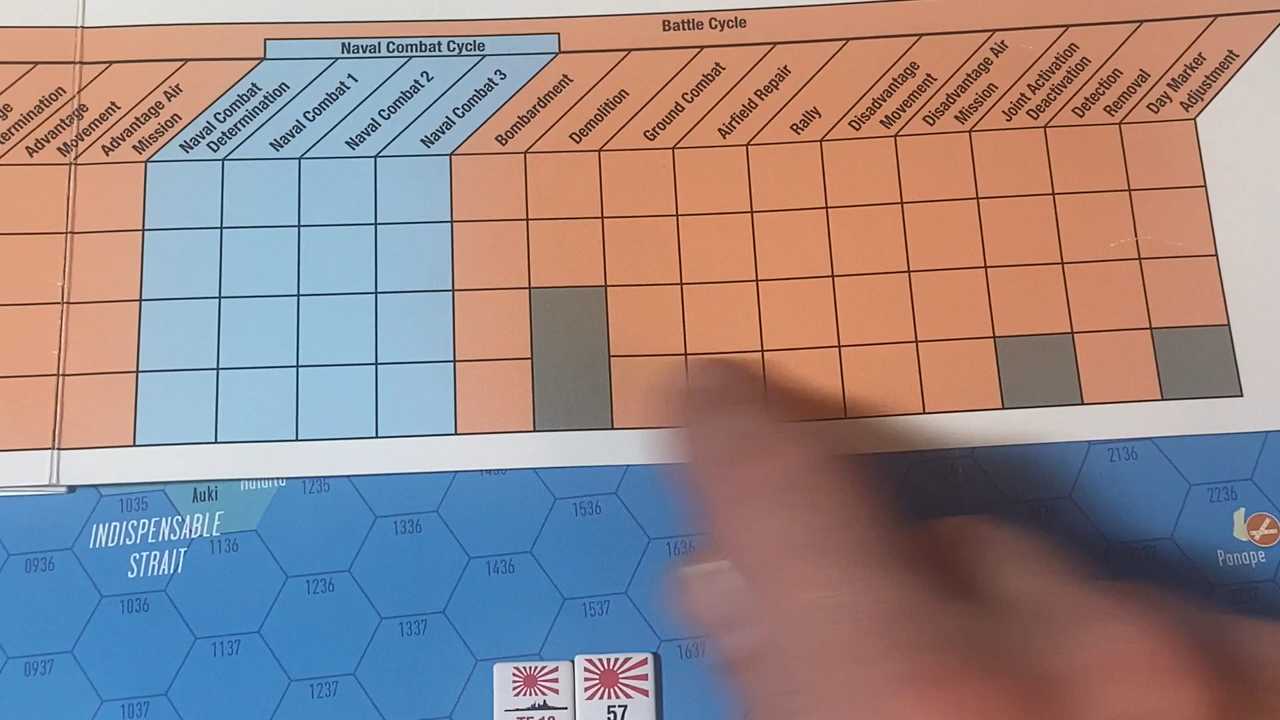 Battle Cycle
Naval Combat Cycle
Advantage
Movement
Advantage Air
Mission
Naval Combat
Determination
Naval Combat 1
Naval Combat 2
Naval Combat 3
Bombardment
Demolition
Ground Combat
Airfield Repair
Rally
Disadvantage
Movement
Disadvantage Air
Mission
Joint Activation
Deactivation
Detection
Removal
Day Marker
Adjustment
1035
Auki
1235
INDISPENSABLE
STRAIT
0936
1136
1336
1536
2136
2236
Ponape
1036
1236
1436
1636
0937
1137
1337
1537
1637
1037
1237
57